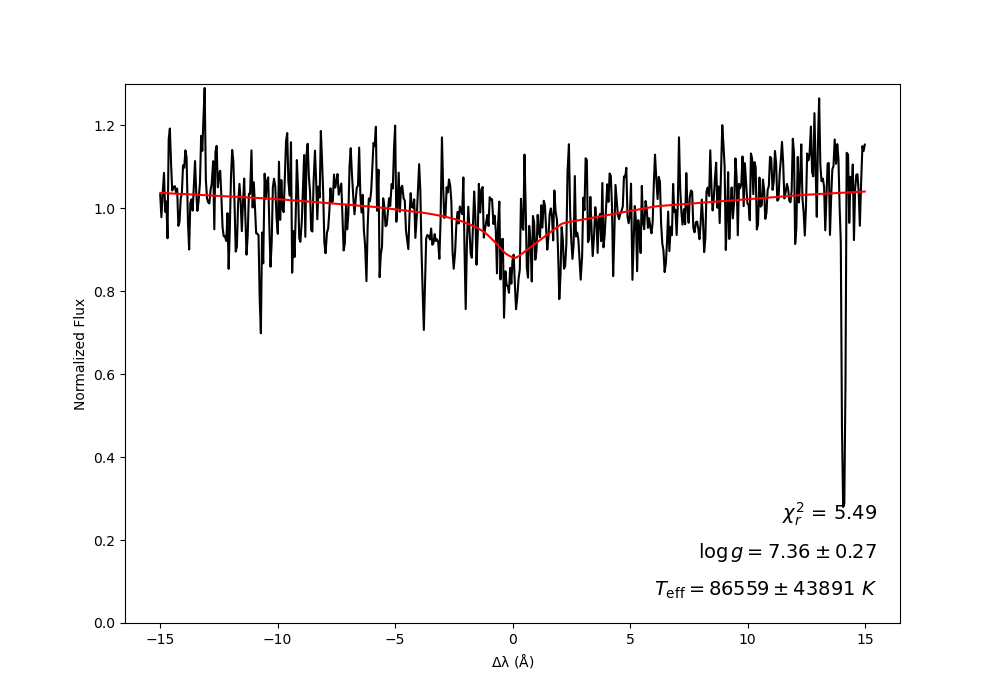 1.2
1.0
0.8
0.6
0.4
0.2
0.0
Normalized Flux
χ²ᵣ = 5.49
log g = 7.36 ± 0.27
T_eff = 86559 ± 43891 K
−15 −10 −5 0 5 10 15
Δλ (Å)